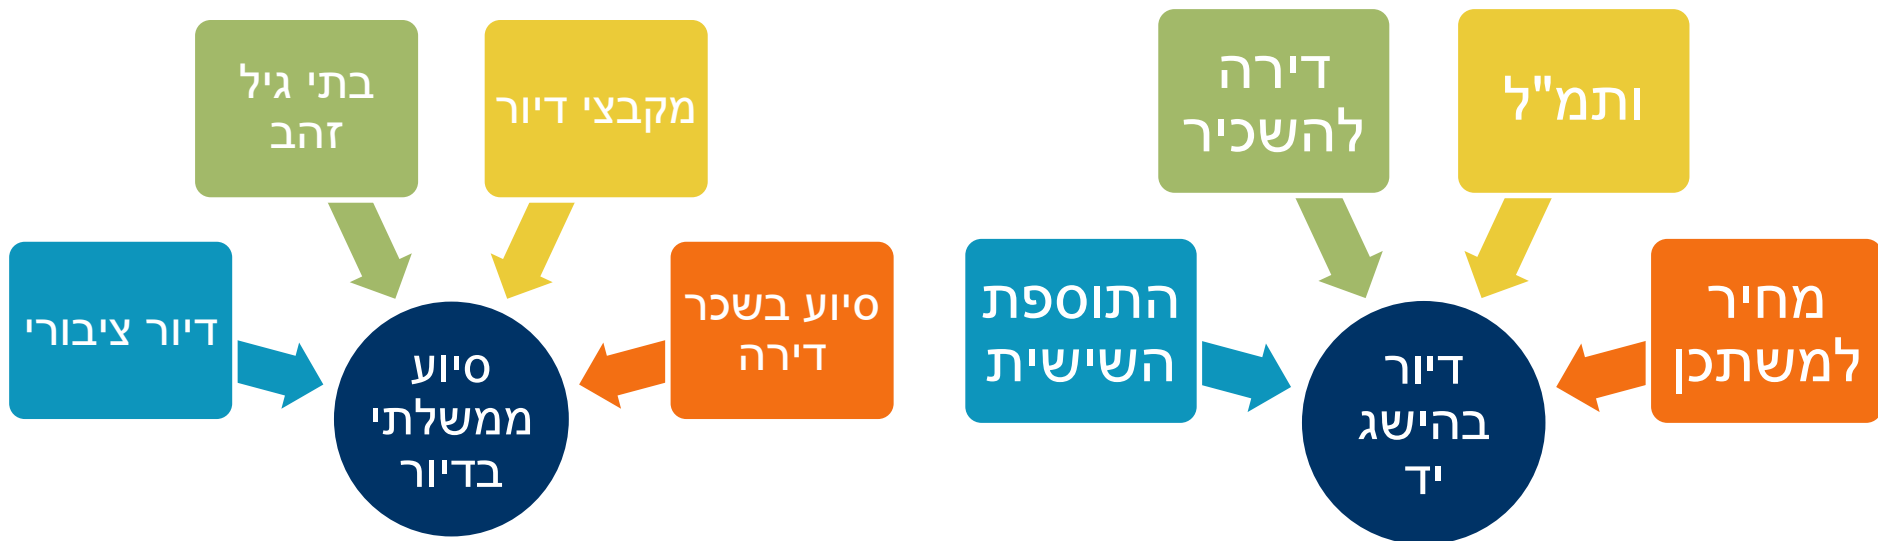 דירה
להשכיר
ותמ"ל
התוספת
השישית
מחיר
למשתכן
דיור
בהישג
יד
בתי גיל
זהב
מקבצי דיור
דיור ציבורי
סיוע בשכר
דירה
סיוע
ממשלתי
בדיור